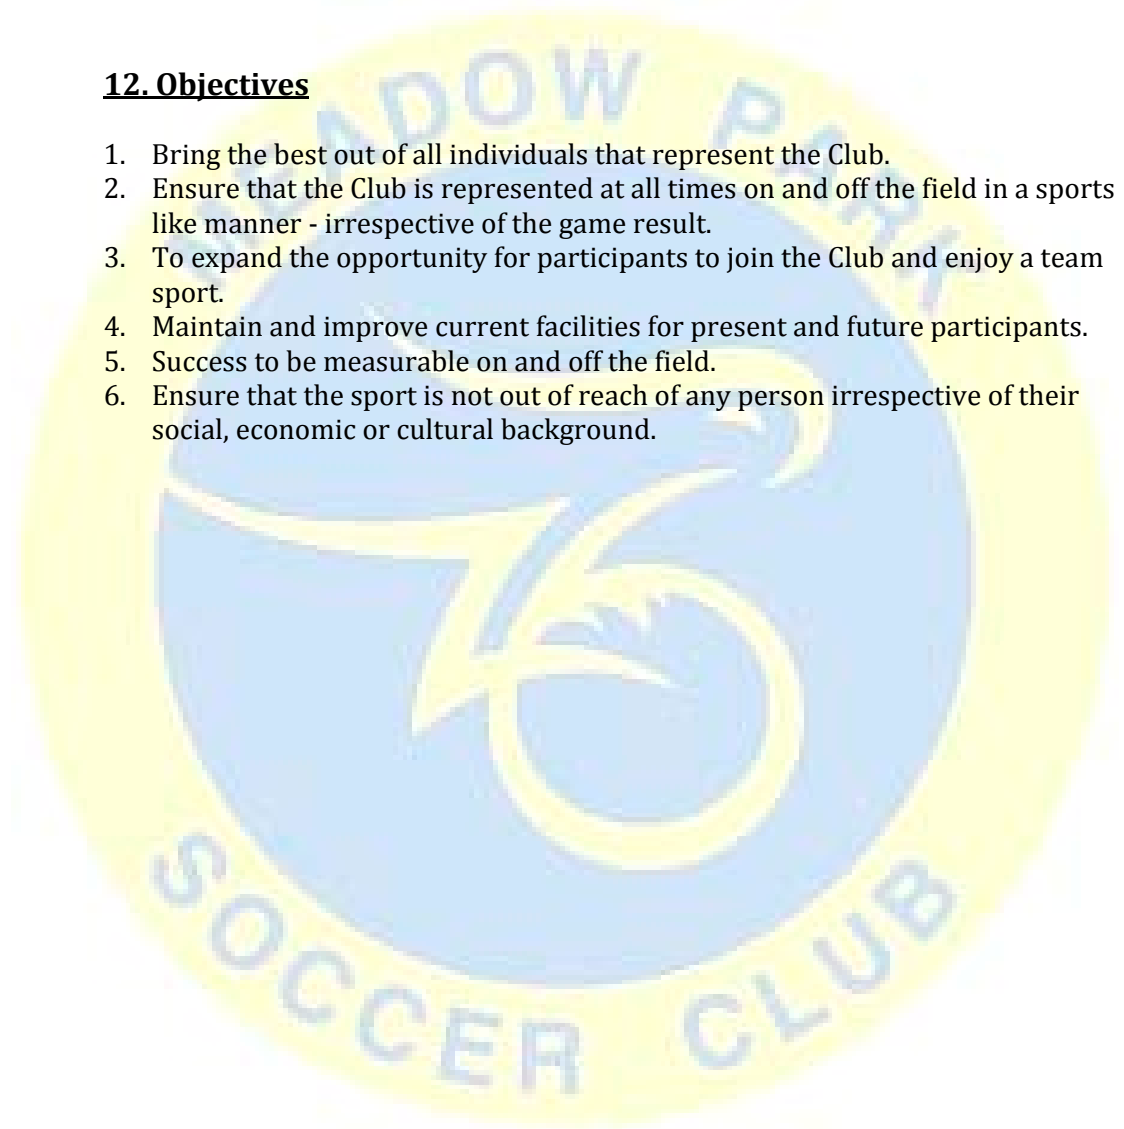 12. Objectives
1. Bring the best out of all individuals that represent the Club.
2. Ensure that the Club is represented at all times on and off the field in a sports
like manner - irrespective of the game result.
3. To expand the opportunity for participants to join the Club and enjoy a team
sport.
4. Maintain and improve current facilities for present and future participants.
5. Success to be measurable on and off the field.
6. Ensure that the sport is not out of reach of any person irrespective of their
social, economic or cultural background.
MEADOW PARK
SOCCER CLUB